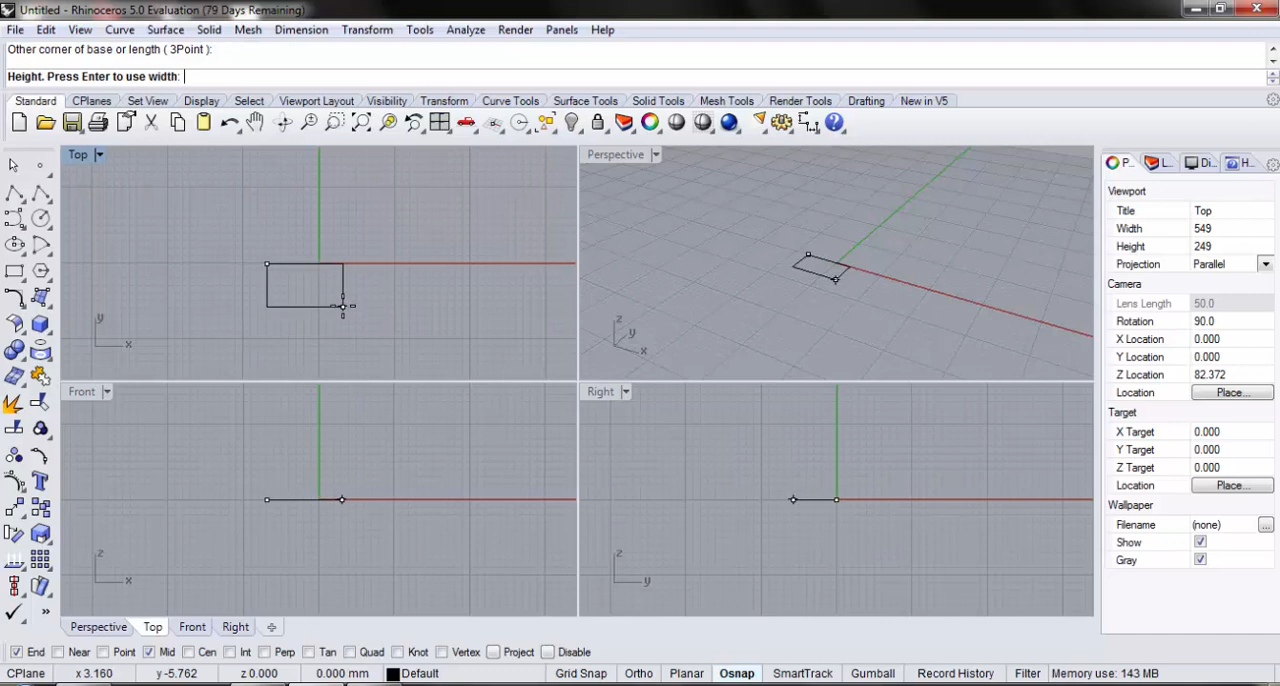 Untitled - Rhinoceros 5.0 Evaluation (79 Days Remaining)
File Edit View Curve Surface Solid Mesh Dimension Transform Tools Analyze Render Panels Help
Other corner of base or length ( 3Point ):
Height. Press Enter to use width:
Standard CPlanes Set View Display Select Viewport Layout Visibility Transform Curve Tools Surface Tools Solid Tools Mesh Tools Render Tools Drafting New in V5
Top
Perspective
P... L... Di... H...
Viewport
Title Top
Width 549
Height 249
Projection Parallel
Camera
Lens Length 50.0
Rotation 90.0
X Location 0.000
Y Location 0.000
Z Location 82.372
Location Place...
Target
X Target 0.000
Y Target 0.000
Z Target 0.000
Location Place...
Wallpaper
Filename (none) ...
Show
Gray
y
x
z
y
x
Front
Right
z
x
z
y
Perspective Top Front Right
End Near Point Mid Cen Int Perp Tan Quad Knot Vertex Project Disable
CPlane x 3.160 y -5.762 z 0.000 0.000 mm Default Grid Snap Ortho Planar Osnap SmartTrack Gumball Record History Filter Memory use: 143 MB